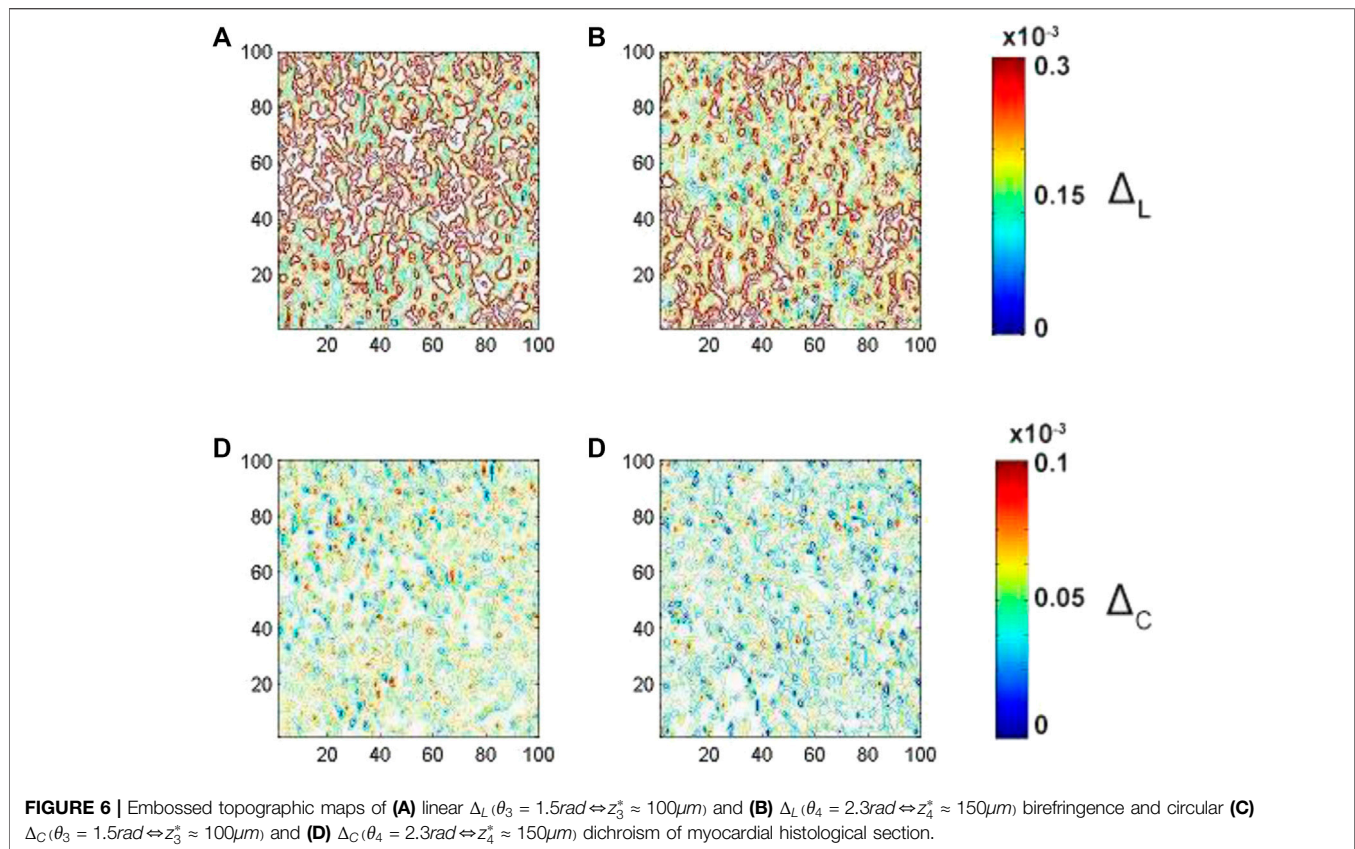 A
B
100
80
60
40
20
20 40 60 80 100
100
80
60
40
20
20 40 60 80 100
x10⁻³
0.3
0.15
0
Δ_L
D
D
100
80
60
40
20
20 40 60 80 100
100
80
60
40
20
20 40 60 80 100
x10⁻³
0.1
0.05
0
Δ_C
FIGURE 6 | Embossed topographic maps of (A) linear Δ_L (θ₃ = 1.5rad⇔z₃* ≈ 100μm) and (B) Δ_L (θ₄ = 2.3rad⇔z₄* ≈ 150μm) birefringence and circular (C)
Δ_C (θ₃ = 1.5rad⇔z₃* ≈ 100μm) and (D) Δ_C (θ₄ = 2.3rad⇔z₄* ≈ 150μm) dichroism of myocardial histological section.